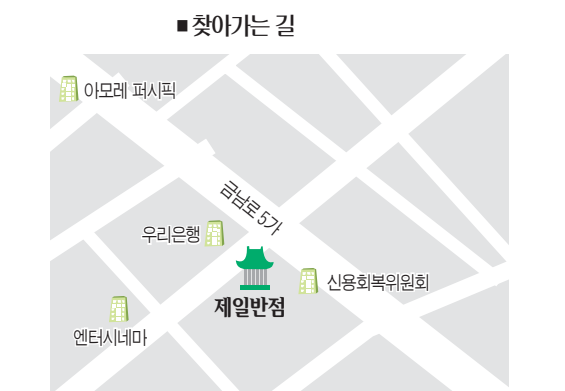 ■ 찾아가는 길
아모레 퍼시픽
금남로 5가
우리은행
신용회복위원회
제일반점
엔터시네마